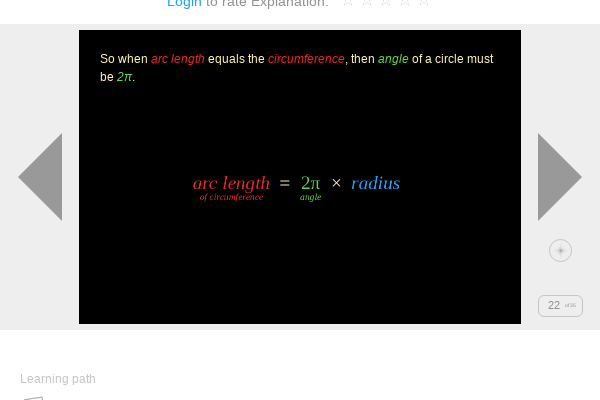 Login to rate Explanation:
So when arc length equals the circumference, then angle of a circle must
be 2π.
arc length = 2π × radius
of circumference angle
22 of 26
Learning path